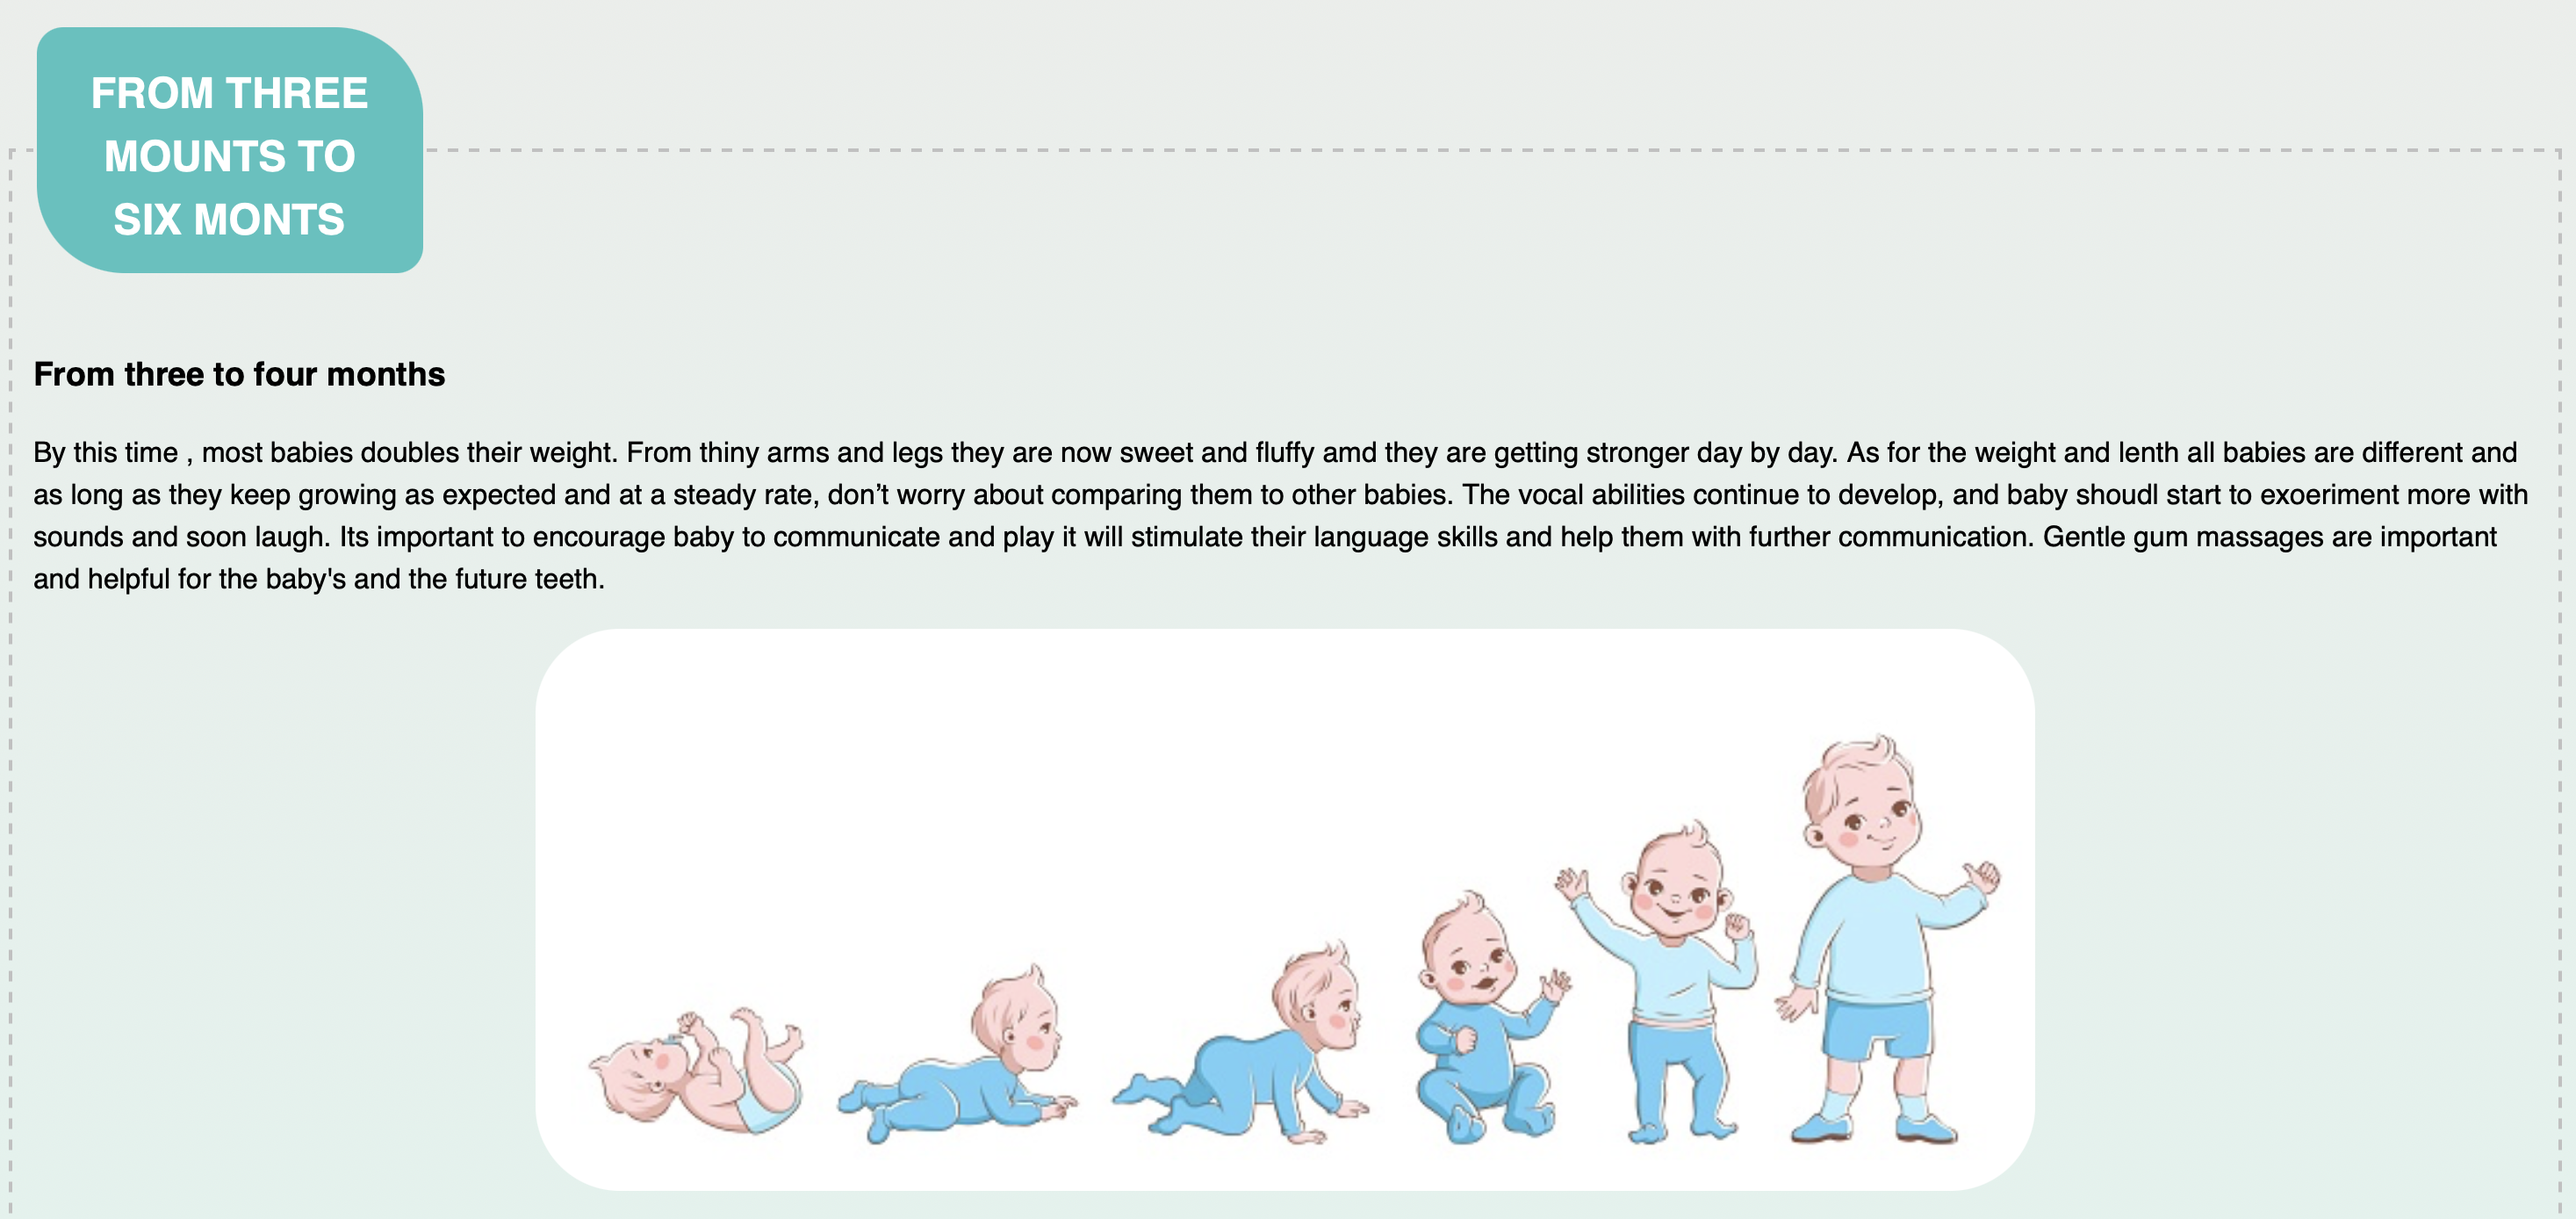 FROM THREE
MOUNTS TO
SIX MONTS
From three to four months
By this time , most babies doubles their weight. From thiny arms and legs they are now sweet and fluffy amd they are getting stronger day by day. As for the weight and lenth all babies are different and
as long as they keep growing as expected and at a steady rate, don’t worry about comparing them to other babies. The vocal abilities continue to develop, and baby shoudl start to exoeriment more with
sounds and soon laugh. Its important to encourage baby to communicate and play it will stimulate their language skills and help them with further communication. Gentle gum massages are important
and helpful for the baby's and the future teeth.